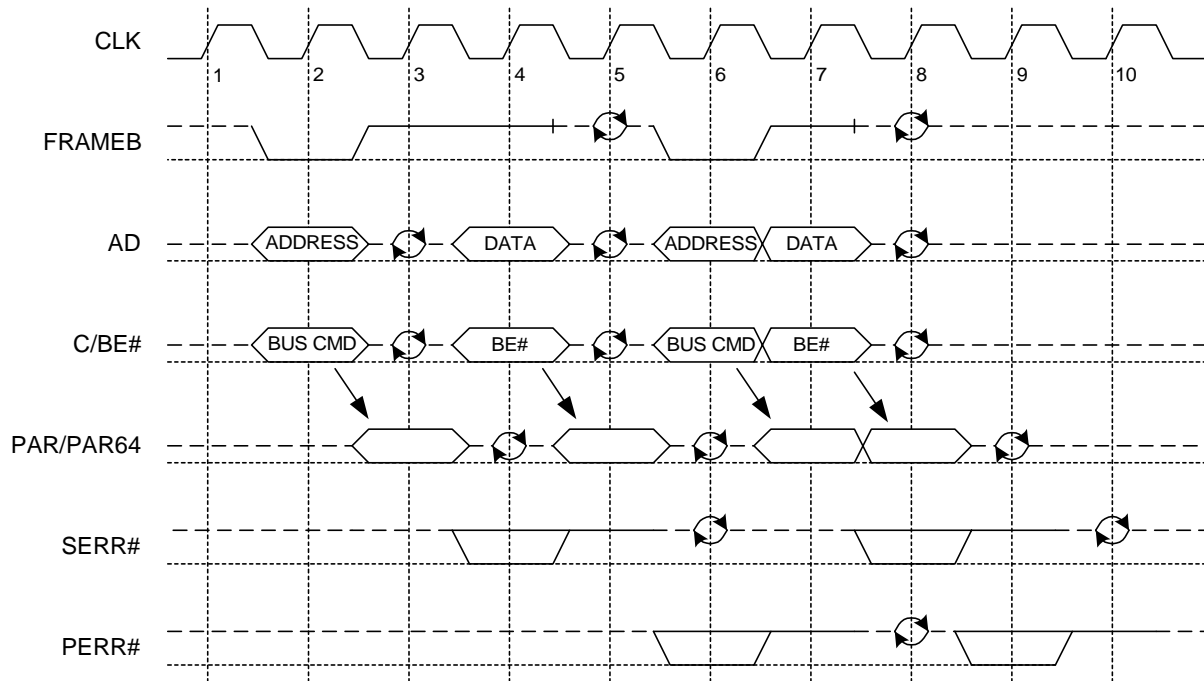 CLK
1 2 3 4 5 6 7 8 9 10
FRAMEB
AD ADDRESS DATA ADDRESS DATA
C/BE# BUS CMD BE# BUS CMD BE#
PAR/PAR64
SERR#
PERR#